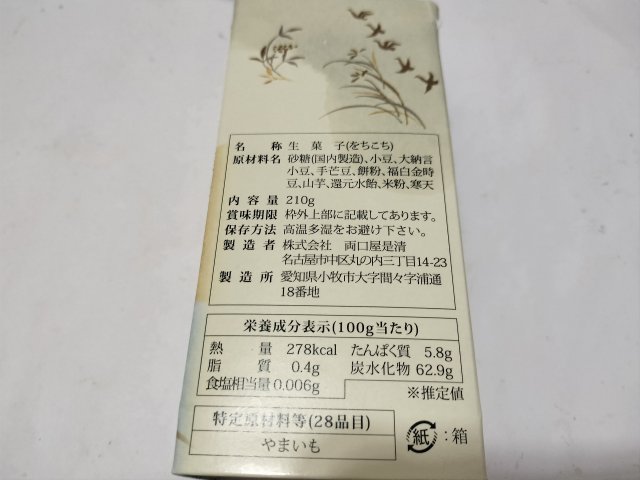 名称 生菓子(をちこち)
原材料名 砂糖(国内製造)、小豆、大納言
小豆、手芒豆、餅粉、福白金時
豆、山芋、還元水飴、米粉、寒天
内容量 210g
賞味期限 枠外上部に記載してあります。
保存方法 高温多湿をお避け下さい。
製造者 株式会社 両口屋是清
名古屋市中区丸の内三丁目14-23
製造所 愛知県小牧市大字間々字浦通
18番地
栄養成分表示(100g当たり)
熱量 278kcal たんぱく質 5.8g
脂質 0.4g 炭水化物 62.9g
食塩相当量 0.006g
※推定値
特定原材料等(28品目)
やまいも
紙:箱